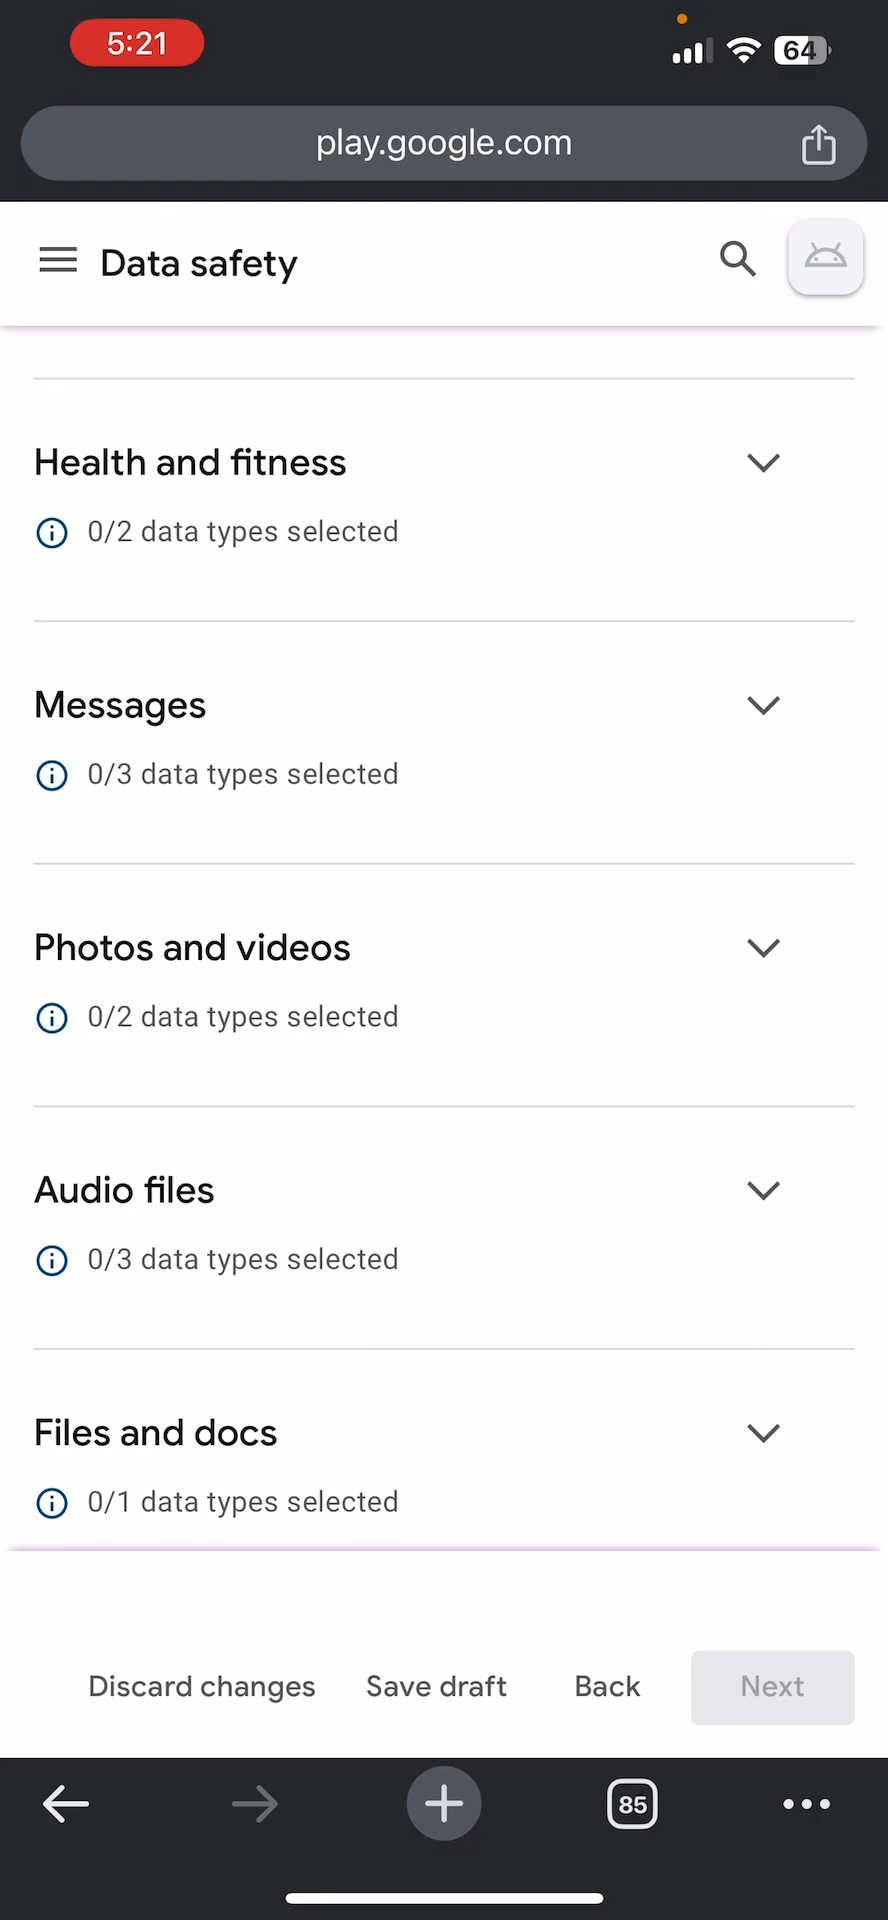 5:21
64
play.google.com
Data safety
Health and fitness
0/2 data types selected
Messages
0/3 data types selected
Photos and videos
0/2 data types selected
Audio files
0/3 data types selected
Files and docs
0/1 data types selected
Discard changes Save draft Back Next
85